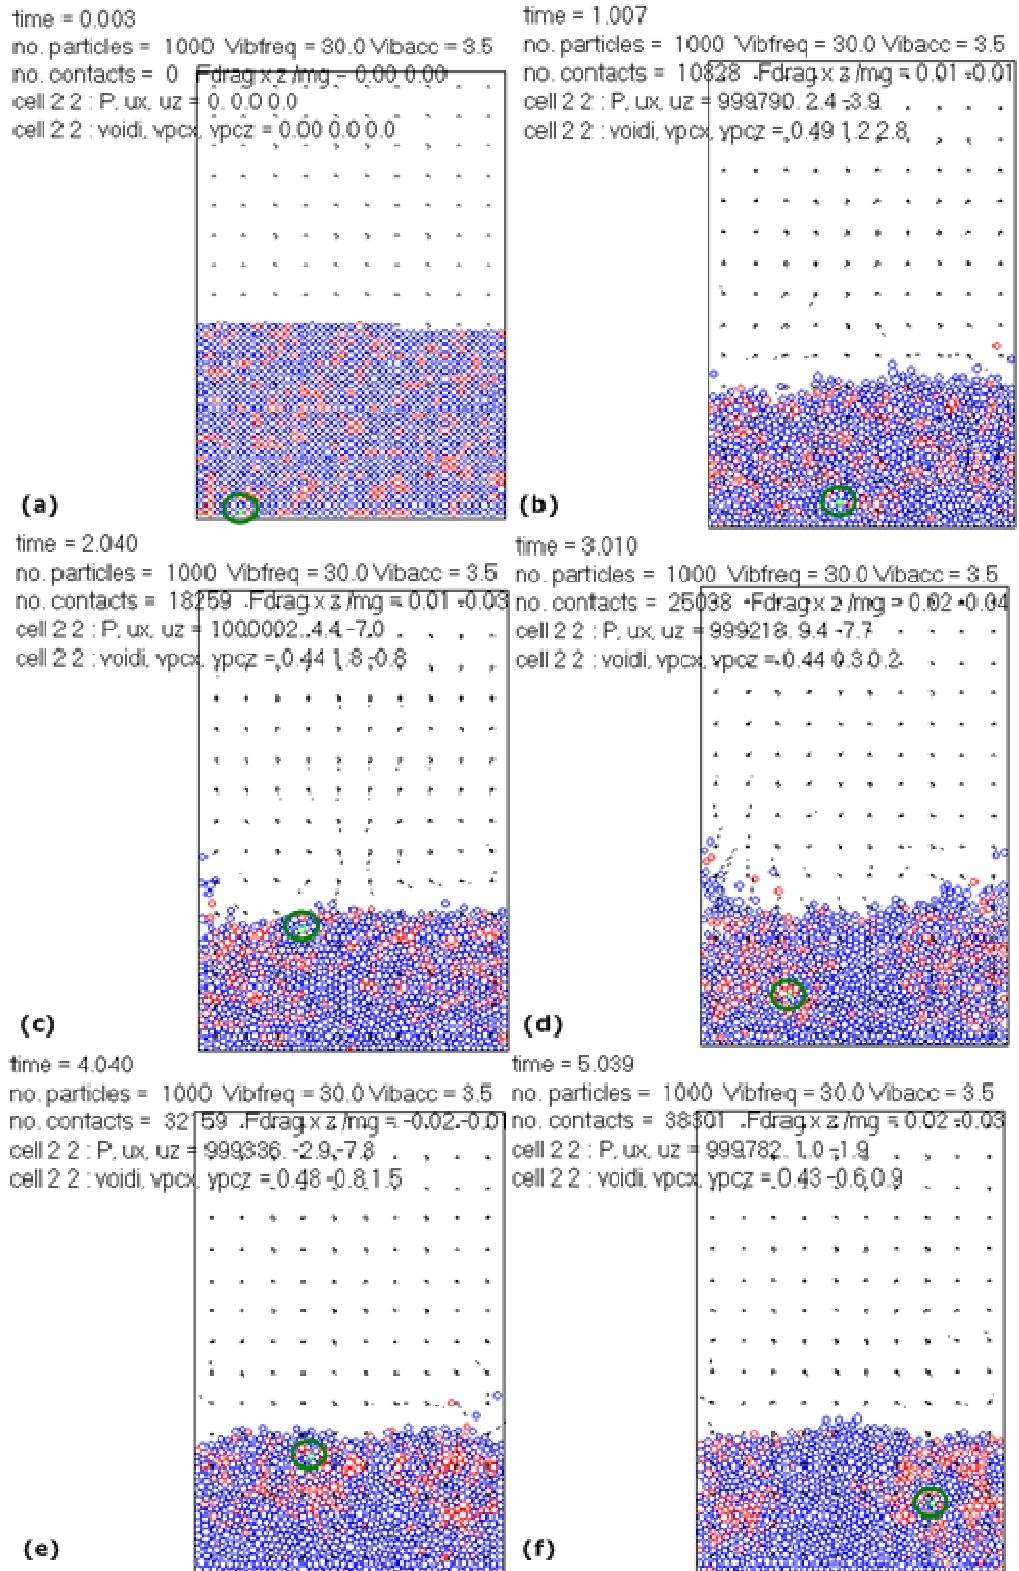 time = 0.003
no. particles = 1000 Vibfreq = 30.0 Vibacc = 3.5
no. contacts = 0 Fdrag x z /mg = 0.00 0.00
cell 2 2 : P, ux, uz = 0. 0.0 0.0
cell 2 2 : voidi, vpcx, vpcz = 0.00 0.0 0.0
(a)
time = 1.007
no. particles = 1000 Vibfreq = 30.0 Vibacc = 3.5
no. contacts = 10828 Fdrag x z /mg = 0.01 -0.01
cell 2 2 : P, ux, uz = 999790. 2.4 -3.9
cell 2 2 : voidi, vpcx, vpcz = 0.49 1.2 2.8
(b)
time = 2.040
no. particles = 1000 Vibfreq = 30.0 Vibacc = 3.5
no. contacts = 18259 Fdrag x z /mg = 0.01 -0.03
cell 2 2 : P, ux, uz = 1000002. 4.4 -7.0
cell 2 2 : voidi, vpcx, vpcz = 0.44 1.8 -0.8
(c)
time = 3.010
no. particles = 1000 Vibfreq = 30.0 Vibacc = 3.5
no. contacts = 25098 Fdrag x z /mg = 0.02 -0.04
cell 2 2 : P, ux, uz = 999218. 9.4 -7.7
cell 2 2 : voidi, vpcx, vpcz = 0.44 0.3 0.2
(d)
time = 4.040
no. particles = 1000 Vibfreq = 30.0 Vibacc = 3.5
no. contacts = 32159 Fdrag x z /mg = -0.02 -0.01
cell 2 2 : P, ux, uz = 999336. -2.9 -7.8
cell 2 2 : voidi, vpcx, vpcz = 0.48 -0.8 1.5
(e)
time = 5.039
no. particles = 1000 Vibfreq = 30.0 Vibacc = 3.5
no. contacts = 38301 Fdrag x z /mg = 0.02 -0.03
cell 2 2 : P, ux, uz = 999782. 1.0 -1.9
cell 2 2 : voidi, vpcx, vpcz = 0.43 -0.6 0.9
(f)